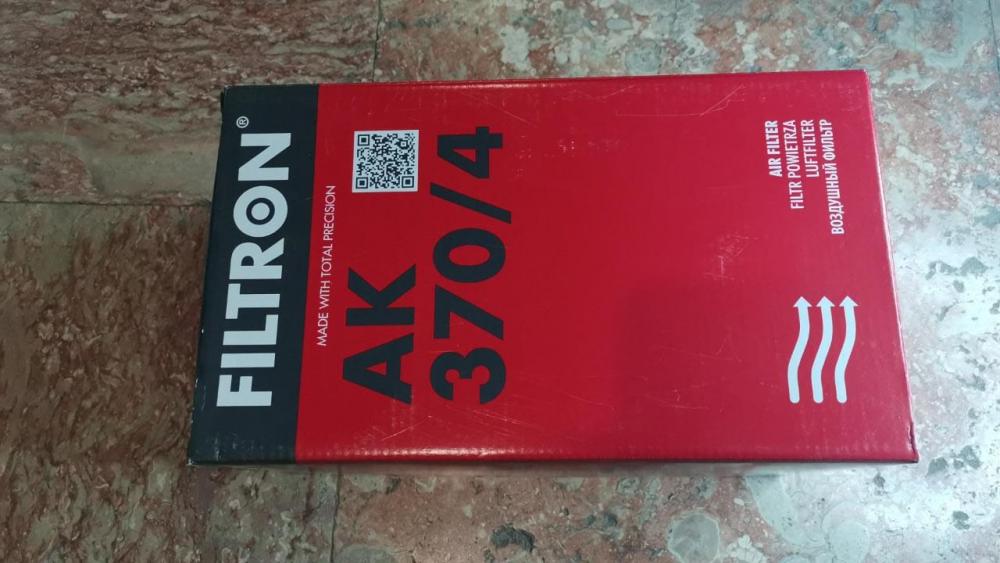 FILTRON®
MADE WITH TOTAL PRECISION
AK
370/4
AIR FILTER
FILTR POWIETRZA
LUFTFILTER
ВОЗДУШНЫЙ ФИЛЬТР